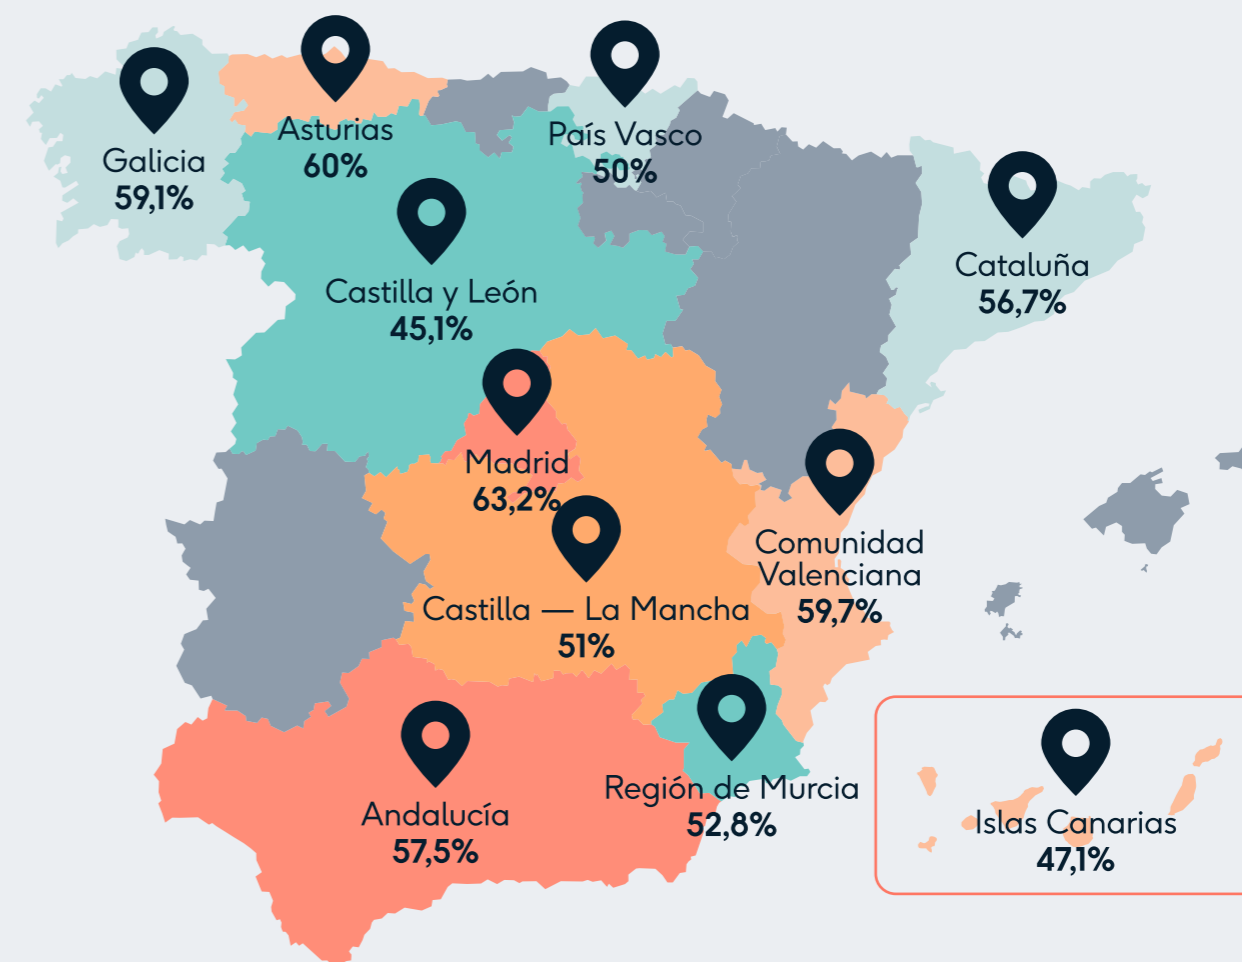 Asturias
60%
País Vasco
50%
Galicia
59,1%
Cataluña
56,7%
Castilla y León
45,1%
Madrid
63,2%
Comunidad
Valenciana
59,7%
Castilla — La Mancha
51%
Región de Murcia
52,8%
Andalucía
57,5%
Islas Canarias
47,1%